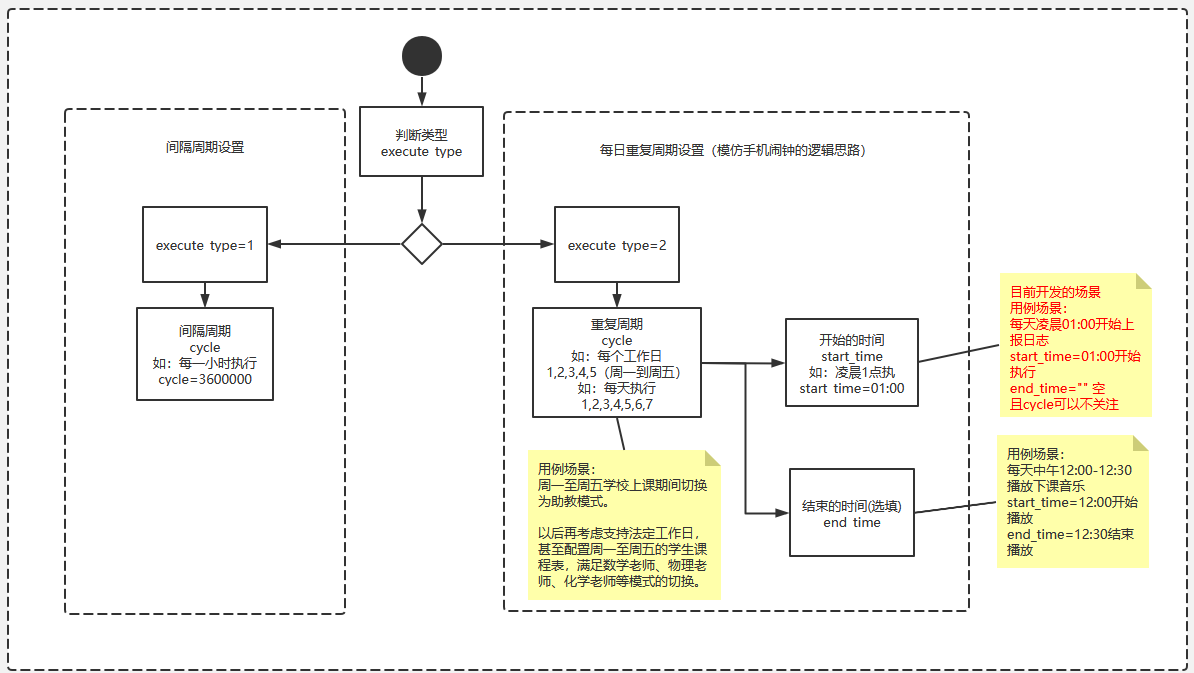 判断类型
execute type
间隔周期设置
execute type=1
间隔周期
cycle
如：每一小时执行
cycle=3600000
每日重复周期设置（模仿手机闹钟的逻辑思路）
execute type=2
重复周期
cycle
如：每个工作日
1,2,3,4,5（周一到周五）
如：每天执行
1,2,3,4,5,6,7
用例场景：
周一至周五学校上课期间切换
为助教模式。
以后再考虑支持法定工作日，
甚至配置周一至周五的学生课
程表，满足数学老师、物理老
师、化学老师等模式的切换。
开始的时间
start_time
如：凌晨1点执
start time=01:00
结束的时间(选填)
end time
目前开发的场景
用例场景：
每天凌晨01:00开始上
报日志
start_time=01:00开始
执行
end_time="" 空
且cycle可以不关注
用例场景：
每天中午12:00-12:30
播放下课音乐
start_time=12:00开始
播放
end_time=12:30结束
播放